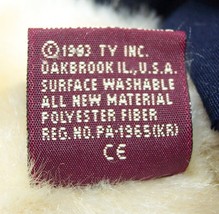 © 1993 TY INC.
OAKBROOK IL., U.S.A.
SURFACE WASHABLE
ALL NEW MATERIAL
POLYESTER FIBER
REG. NO. PA-1965(KR)
CE